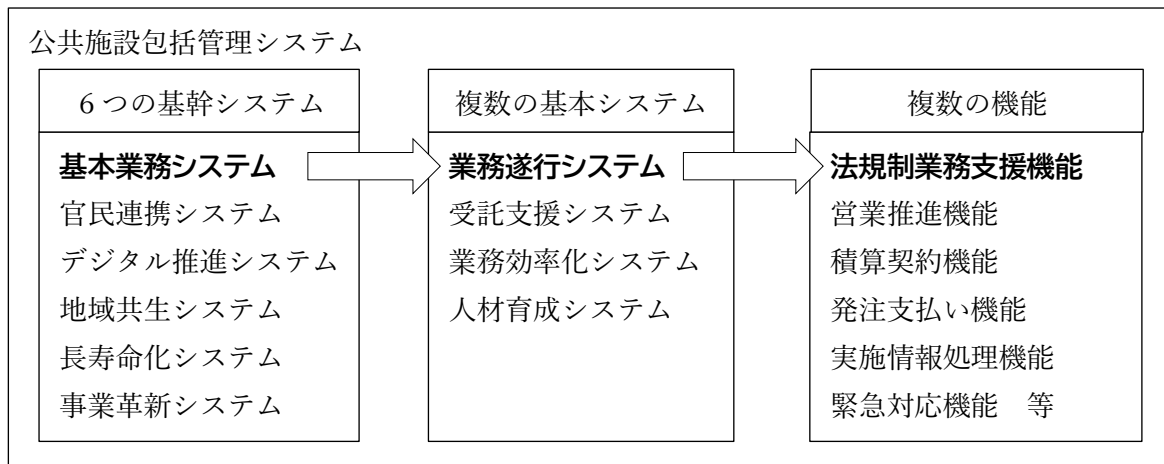 公共施設包括管理システム
6つの基幹システム
基本業務システム
官民連携システム
デジタル推進システム
地域共生システム
長寿命化システム
事業革新システム
複数の基本システム
業務遂行システム
受託支援システム
業務効率化システム
人材育成システム
複数の機能
法規制業務支援機能
営業推進機能
積算契約機能
発注支払い機能
実施情報処理機能
緊急対応機能　等